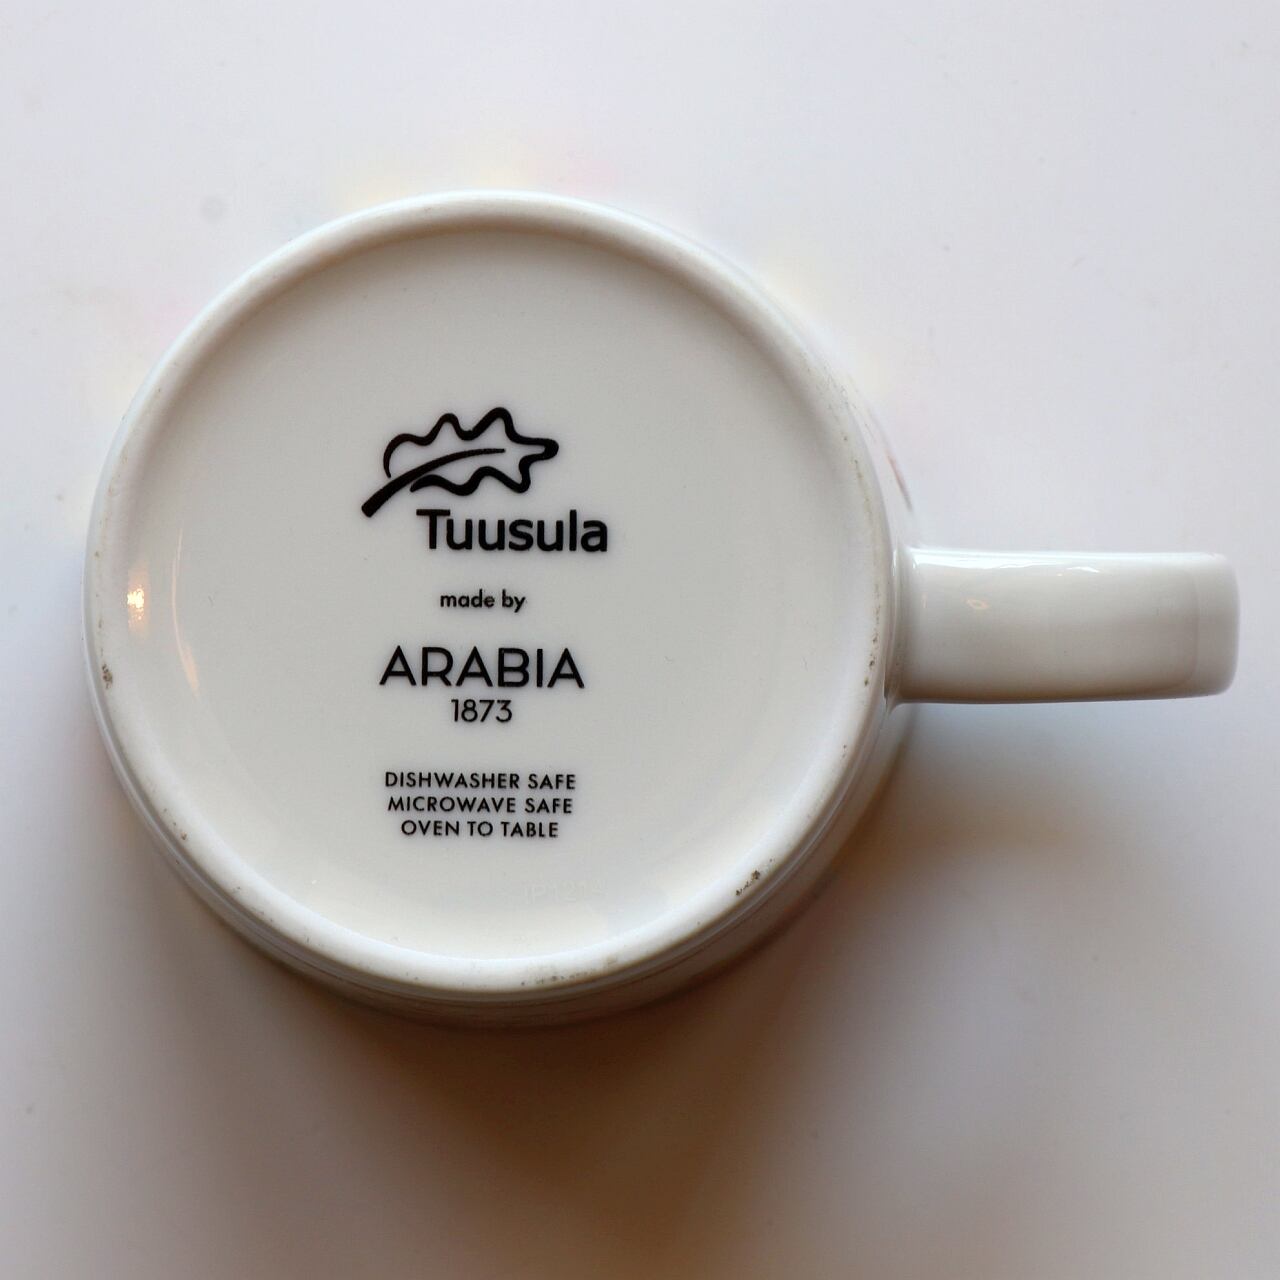 Tuusula
made by
ARABIA
1873
DISHWASHER SAFE
MICROWAVE SAFE
OVEN TO TABLE